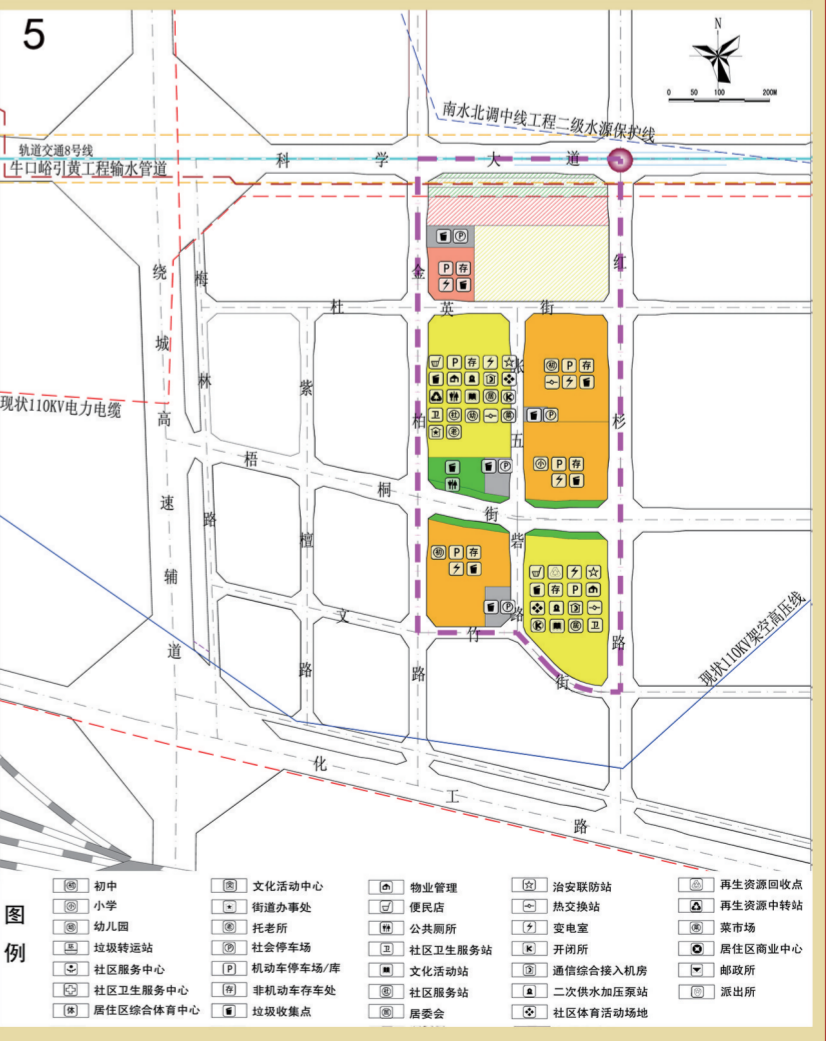 5
N
0 50 100 200M
南水北调中线工程二级水源保护线
轨道交通8号线
科学大道
牛口峪引黄工程输水管道
绕城高速辅道
梅林路
金柏路
红杉路
杜英街
紫檀路
张五砦路
现状110KV电力电缆
梧桐街
文竹街
现状110KV架空高压线
化工路
图例
初中
小学
幼儿园
垃圾转运站
社区服务中心
社区卫生服务中心
居住区综合体育中心
文化活动中心
街道办事处
托老所
社会停车场
机动车停车场/库
非机动车存车处
垃圾收集点
物业管理
便民店
公共厕所
社区卫生服务站
文化活动站
社区服务站
居委会
治安联防站
热交换站
变电室
开闭所
通信综合接入机房
二次供水加压泵站
社区体育活动场地
再生资源回收点
再生资源中转站
菜市场
居住区商业中心
邮政所
派出所